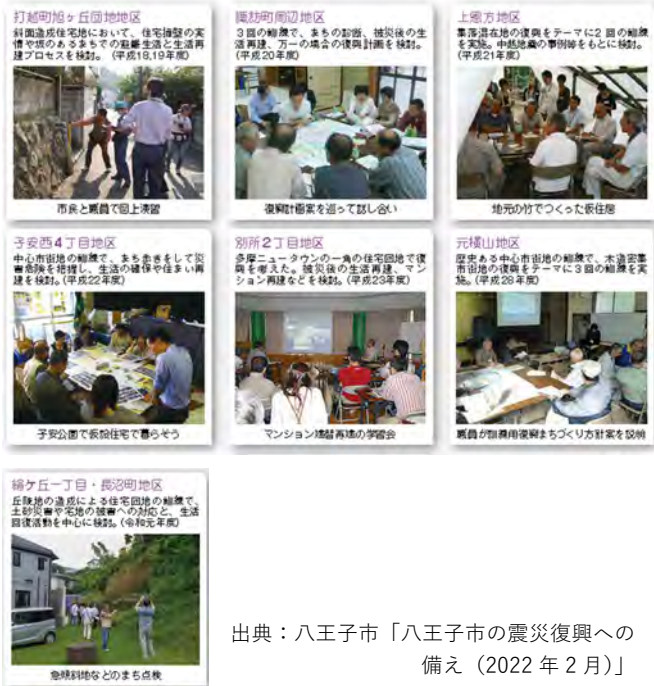 打越町旭ヶ丘団地地区
斜面造成住宅地において、住宅擁壁の実
情や坂のあるまちでの避難生活と生活再
建プロセスを検討。(平成18,19年度)
市民と職員で図上演習
諏訪町周辺地区
3回の訓練で、まちの診断、被災後の生
活再建、万一の場合の復興計画を検討。
(平成20年度)
復興計画案を巡って話し合い
上恩方地区
集落混在地の復興をテーマに2回の訓練
を実施。中越地震の事例等をもとに検討。
(平成21年度)
地元の竹でつくった仮住居
子安西4丁目地区
中心市街地の訓練で、まち歩きをして災
害危険を把握し、生活の確保や住まい再
建を検討。(平成22年度)
子安公園で仮設住宅で暮らそう
別所2丁目地区
多摩ニュータウンの一角の住宅団地で復
興を考えた。被災後の生活再建、マン
ション再建などを検討。(平成23年度)
マンション建替再建の学習会
元横山地区
歴史ある中心市街地の訓練で、木造密集
市街地の復興をテーマに3回の訓練を実
施。(平成28年度)
職員が訓練用復興まちづくり方針案を説明
絹ケ丘一丁目・長沼町地区
丘陵地の造成による住宅団地の訓練で、
土砂災害や宅地の被害への対応と、生活
回復活動を中心に検討。(令和元年度)
急傾斜地などのまち点検
出典：八王子市「八王子市の震災復興への
備え（2022年2月）」